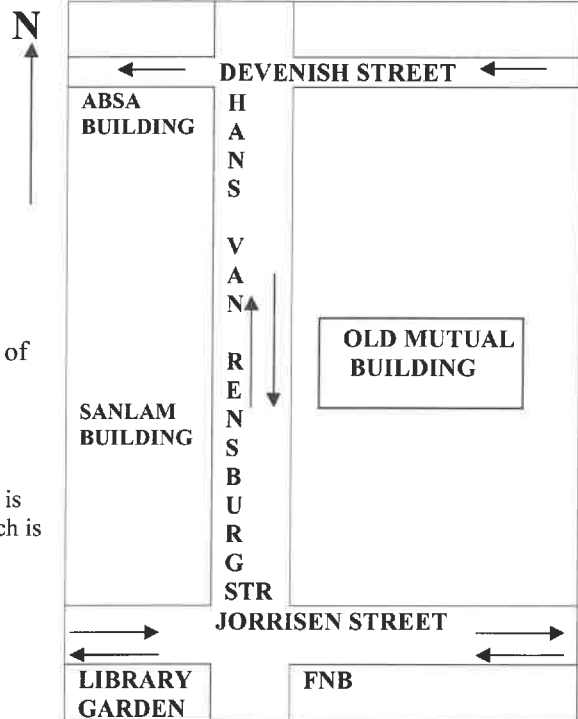 N
DEVENISH STREET
ABSA
BUILDING
HANS VAN RENSBURG STR
of
OLD MUTUAL
BUILDING
SANLAM
BUILDING
is
ch is
JORRISEN STREET
LIBRARY
GARDEN
FNB